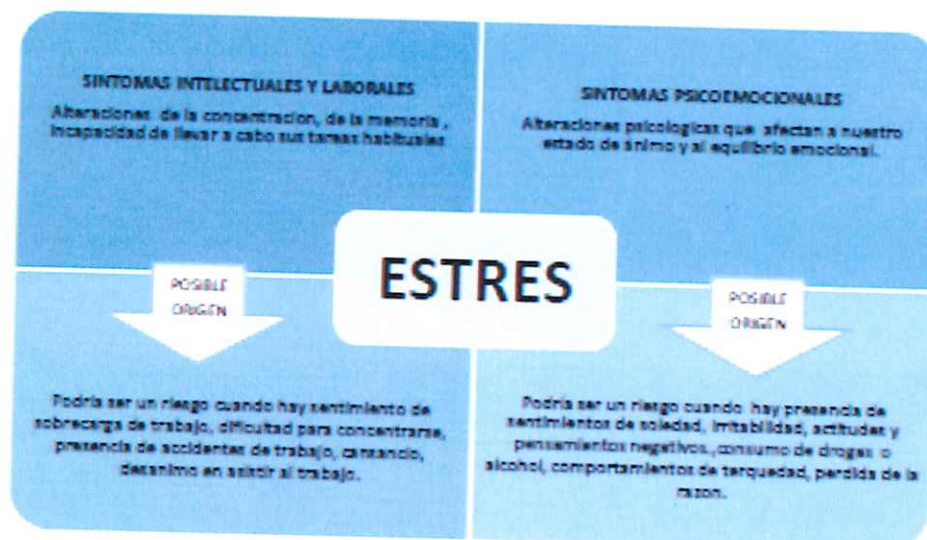 SINTOMAS INTELECTUALES Y LABORALES
Alteraciones de la concentracion, de la memoria ,
incapacidad de llevar a cabo sus tareas habituales
SINTOMAS PSICOEMOCIONALES
Alteraciones psicologicas que afectan a nuestro
estado de ánimo y al equilibrio emocional.
ESTRES
POSIBLE
ORIGEN
POSIBLE
ORIGEN
Podria ser un riesgo cuando hay sentimiento de
sobrecarga de trabajo, dificultad para concentrarse,
presencia de accidentes de trabajo, cansancio,
desanimo en asistir al trabajo.
Podria ser un riesgo cuando hay presencia de
sentimientos de soledad, irritabilidad, actitudes y
pensamientos negativos, consumo de drogas o
alcohol, comportamientos de terquedad, perdida de la
razon.